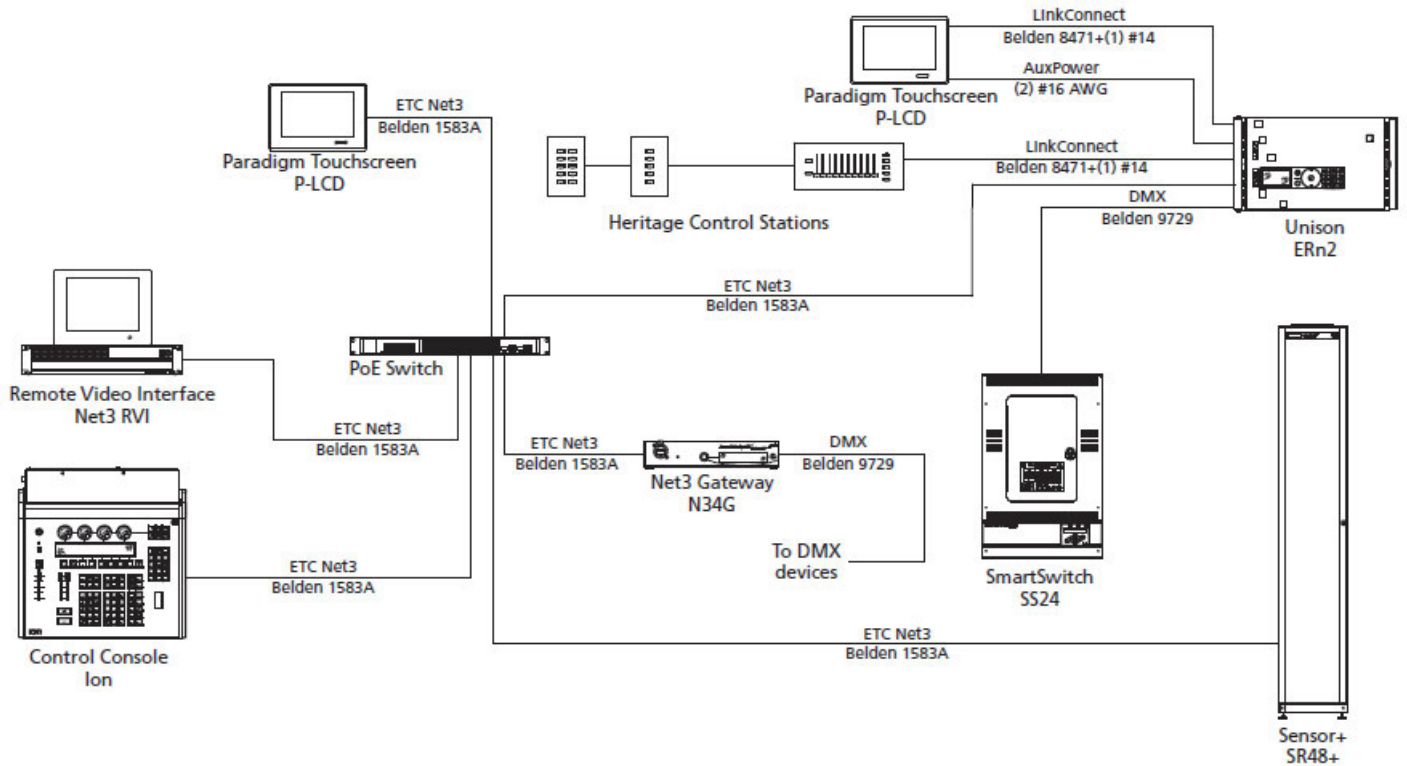 LinkConnect
Belden 8471+(1) #14
AuxPower
(2) #16 AWG
Paradigm Touchscreen
P-LCD
ETC Net3
Belden 1583A
Paradigm Touchscreen
P-LCD
LinkConnect
Belden 8471+(1) #14
DMX
Belden 9729
Heritage Control Stations
Unison
ERn2
ETC Net3
Belden 1583A
PoE Switch
Remote Video Interface
Net3 RVI
ETC Net3
Belden 1583A
ETC Net3
Belden 1583A
DMX
Belden 9729
Net3 Gateway
N34G
To DMX
devices
SmartSwitch
SS24
ETC Net3
Belden 1583A
Control Console
Ion
ETC Net3
Belden 1583A
Sensor+
SR48+